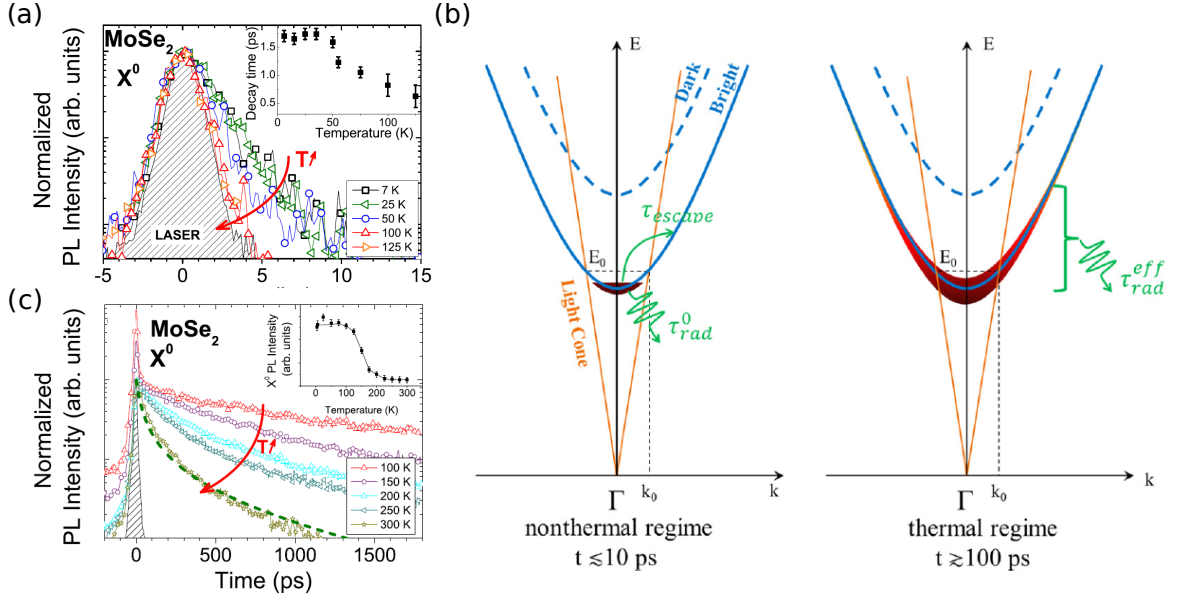 (a)
MoSe2
X0
Normalized
PL Intensity (arb. units)
LASER
T
7 K
25 K
50 K
100 K
125 K
-5 0 5 10 15
Decay time (ps)
1.5
1.0
0.5
0 50 100
Temperature (K)
(b)
E
Dark
Bright
τescape
E0
τ0rad
Light Cone
k0
k
Γ
nonthermal regime
t ≲10 ps
E
E0
τeffrad
k0
k
Γ
thermal regime
t ≳100 ps
(c)
MoSe2
X0
Normalized
PL Intensity (arb. units)
T
100 K
150 K
200 K
250 K
300 K
0 500 1000 1500
Time (ps)
X0 PL Intensity
(arb. units)
0 100 200 300
Temperature (K)